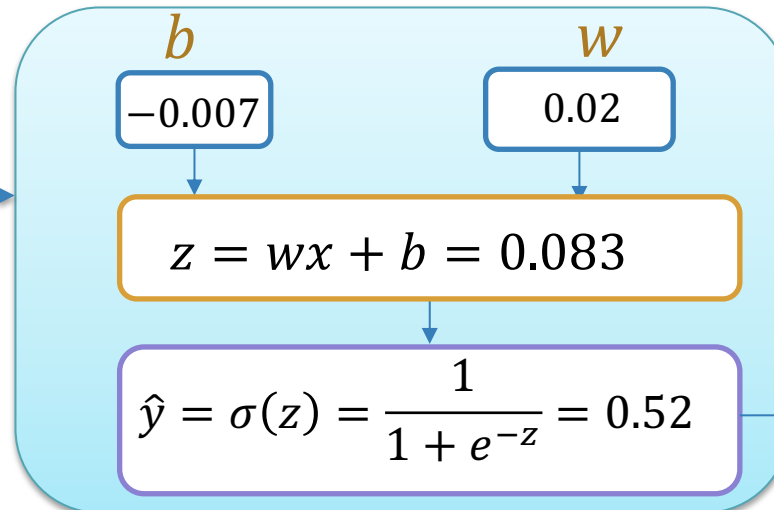 b w
−0.007 0.02
z = wx + b = 0.083
ŷ = σ(z) = 1 / (1 + e^{−z}) = 0.52